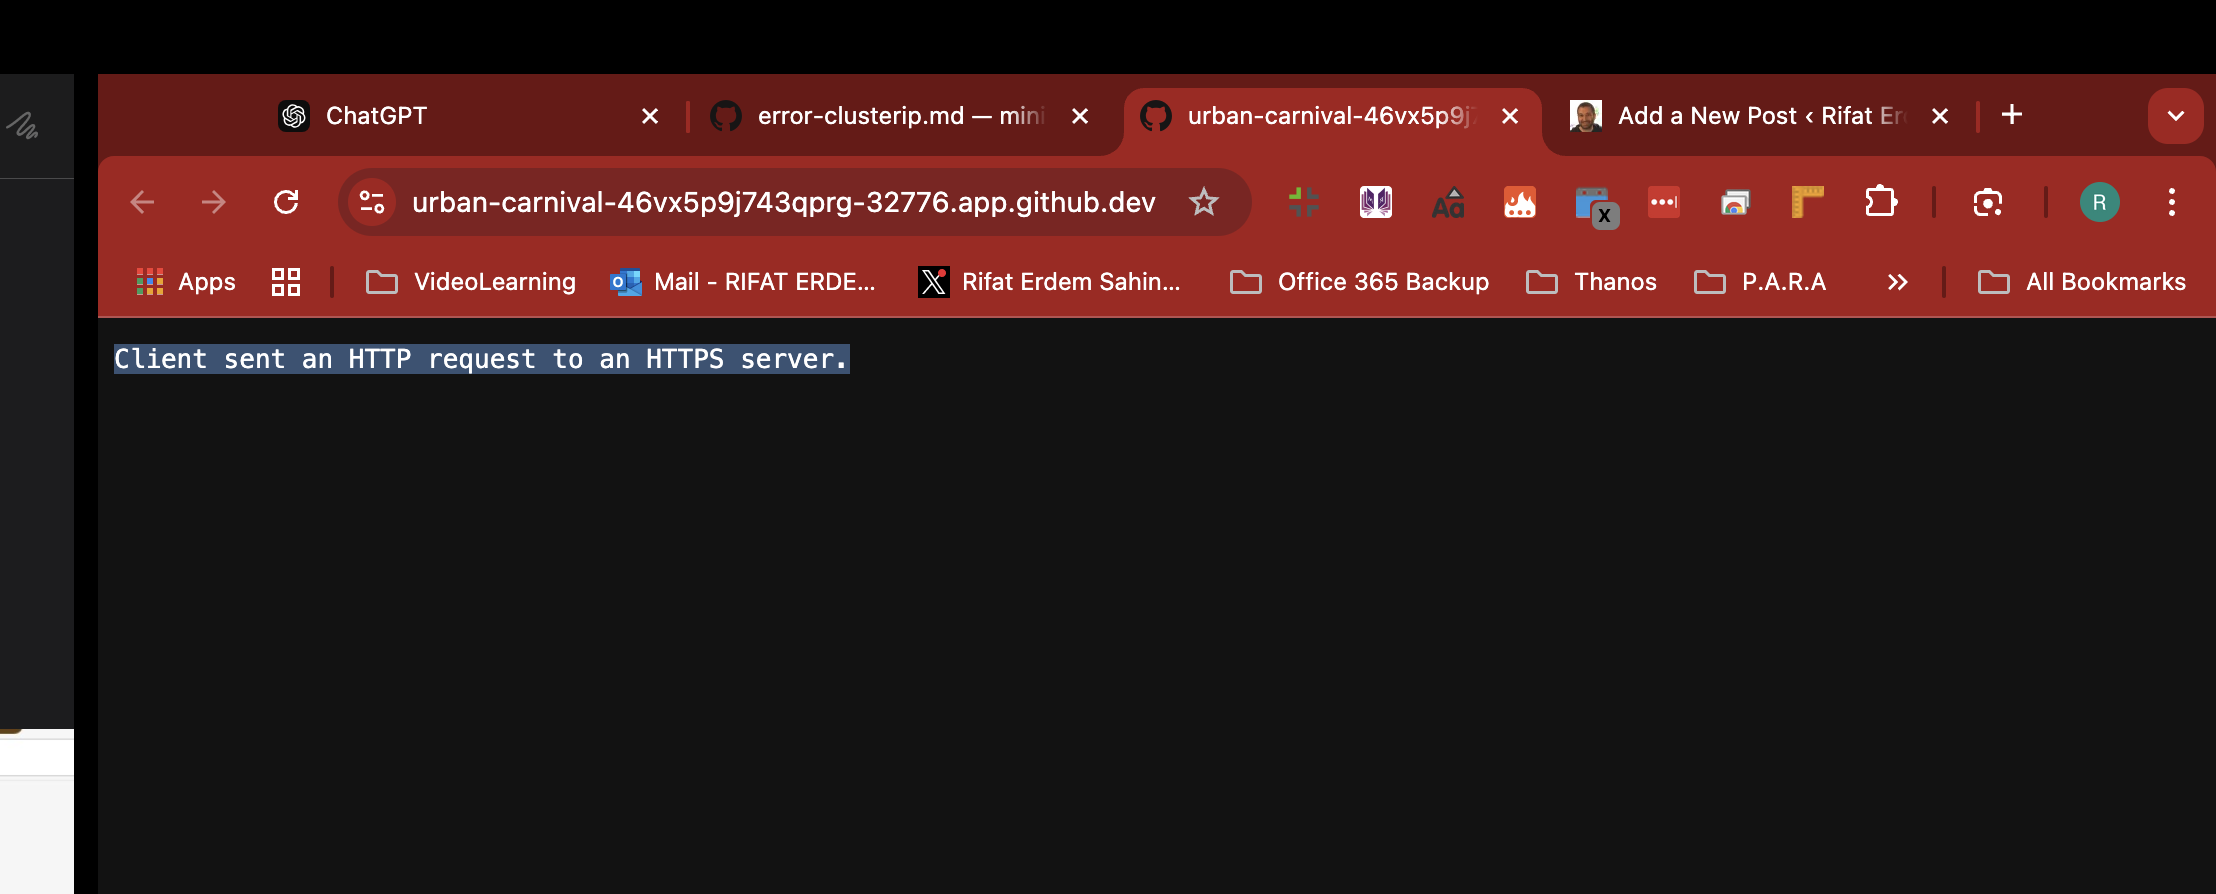 ChatGPT
error-clusterip.md — mini
urban-carnival-46vx5p9j7
Add a New Post ‹ Rifat Er
urban-carnival-46vx5p9j743qprg-32776.app.github.dev
Aa
X
R
Apps
VideoLearning
Mail - RIFAT ERDE...
Rifat Erdem Sahin...
Office 365 Backup
Thanos
P.A.R.A
All Bookmarks
Client sent an HTTP request to an HTTPS server.